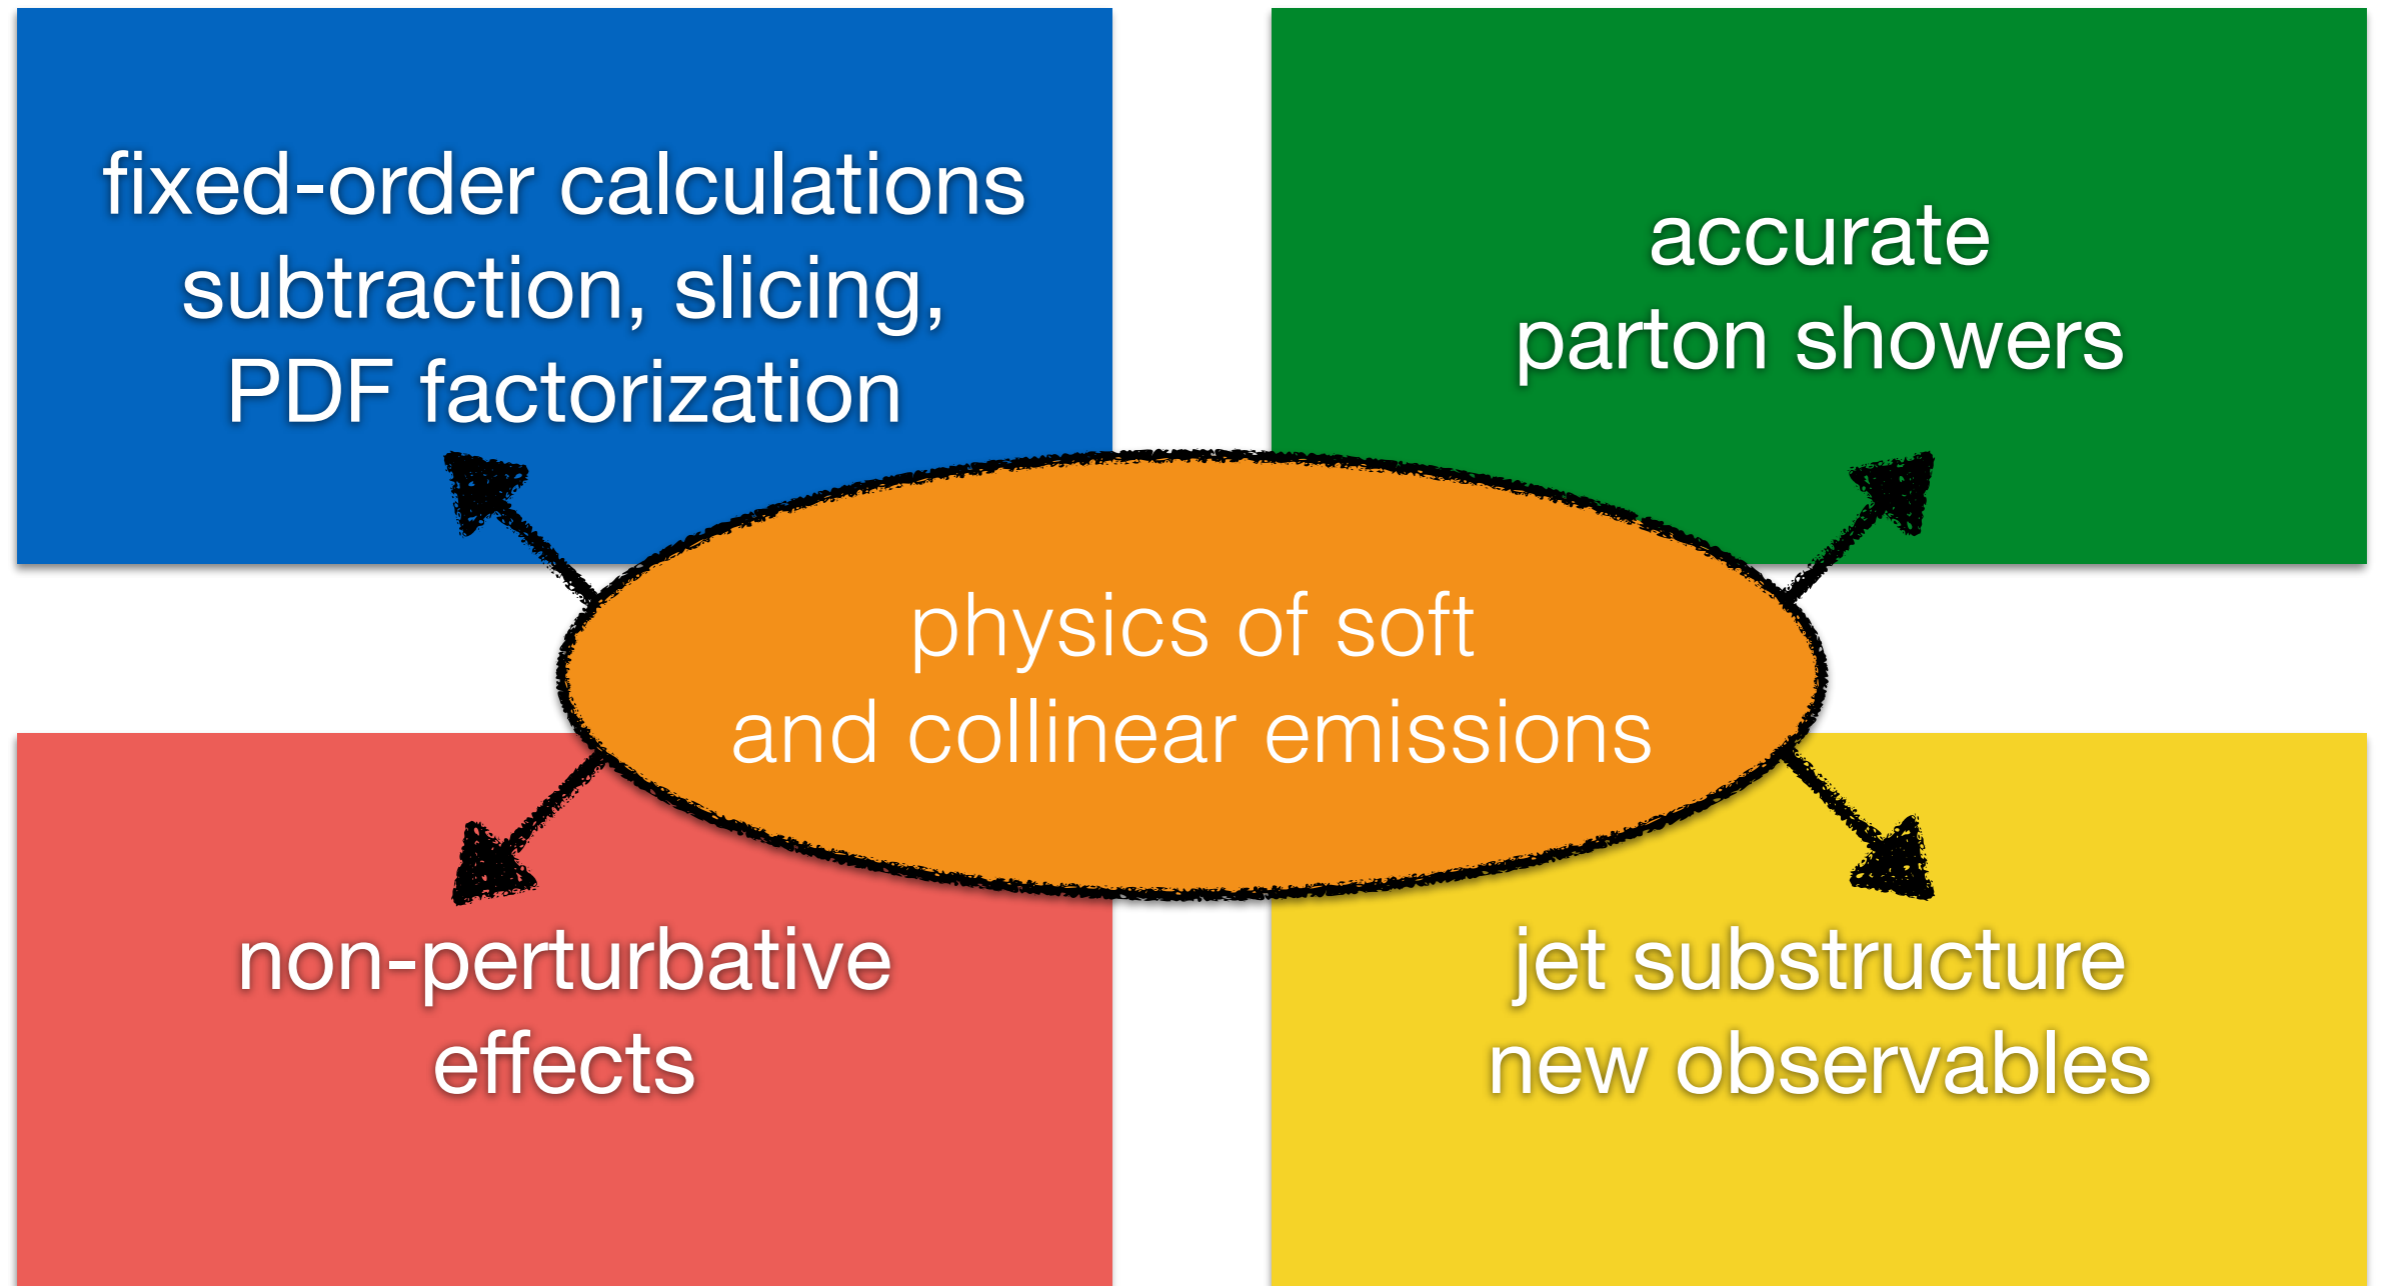 fixed-order calculations
subtraction, slicing,
PDF factorization
accurate
parton showers
physics of soft
and collinear emissions
non-perturbative
effects
jet substructure
new observables